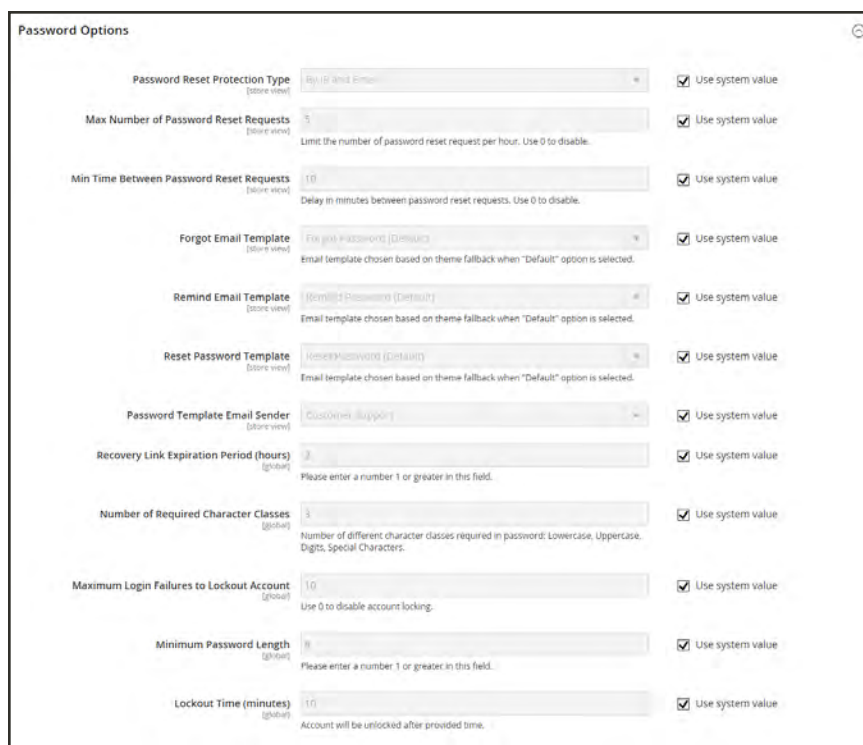 Password Options
Password Reset Protection Type
By IP and Email
Use system value
[store view]
Max Number of Password Reset Requests
5
Use system value
[store view]
Limit the number of password reset request per hour. Use 0 to disable.
Min Time Between Password Reset Requests
10
Use system value
[store view]
Delay in minutes between password reset requests. Use 0 to disable.
Forgot Email Template
Forgot Password (Default)
Use system value
[store view]
Email template chosen based on theme fallback when "Default" option is selected.
Remind Email Template
Remind Password (Default)
Use system value
[store view]
Email template chosen based on theme fallback when "Default" option is selected.
Reset Password Template
Reset Password (Default)
Use system value
[store view]
Email template chosen based on theme fallback when "Default" option is selected.
Password Template Email Sender
Customer Support
Use system value
[store view]
Recovery Link Expiration Period (hours)
2
Use system value
[global]
Please enter a number 1 or greater in this field.
Number of Required Character Classes
3
Use system value
[global]
Number of different character classes required in password: Lowercase, Uppercase,
Digits, Special Characters.
Maximum Login Failures to Lockout Account
10
Use system value
[global]
Use 0 to disable account locking.
Minimum Password Length
Use system value
[global]
Please enter a number 1 or greater in this field.
Lockout Time (minutes)
10
Use system value
[global]
Account will be unlocked after provided time.